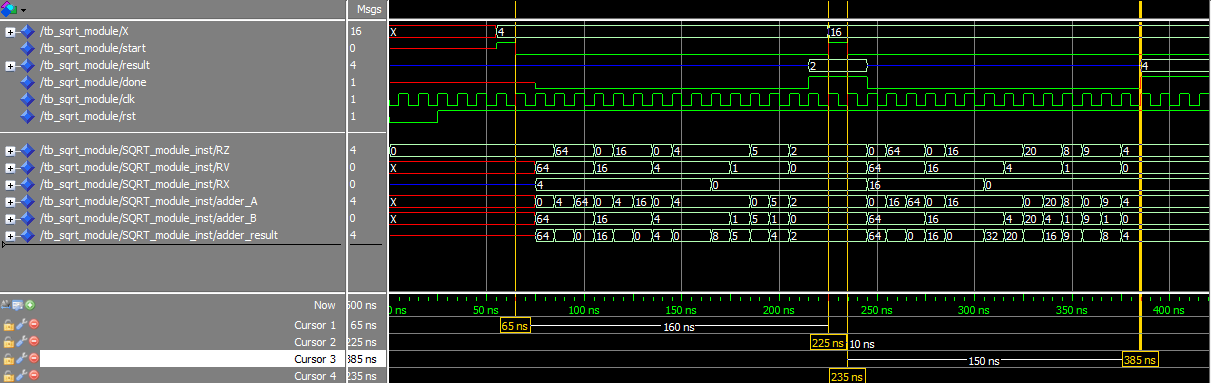 Msgs
/tb_sqrt_module/X 16 X 4 16
/tb_sqrt_module/start 0
/tb_sqrt_module/result 4 2 4
/tb_sqrt_module/done 1
/tb_sqrt_module/clk 1
/tb_sqrt_module/rst 1
/tb_sqrt_module/SQRT_module_inst/RZ 4 0 64 0 16 0 4 5 2 0 64 0 16 20 8 9 4
/tb_sqrt_module/SQRT_module_inst/RV 0 X 64 16 4 1 0 64 16 4 1 0
/tb_sqrt_module/SQRT_module_inst/RX 0 4 0 16 0
/tb_sqrt_module/SQRT_module_inst/adder_A 4 X 0 4 64 0 4 16 0 4 0 5 2 0 16 64 0 16 0 20 8 0 9 4
/tb_sqrt_module/SQRT_module_inst/adder_B 0 X 64 16 4 1 5 1 0 64 16 4 20 4 1 9 1 0
/tb_sqrt_module/SQRT_module_inst/adder_result 4 64 0 16 0 4 0 8 5 4 2 64 0 16 0 32 20 16 9 8 4
Now 500 ns 0 ns 50 ns 100 ns 150 ns 200 ns 250 ns 300 ns 350 ns 400 ns
Cursor 1 65 ns 65 ns 160 ns
Cursor 2 225 ns 225 ns 10 ns
Cursor 3 385 ns 150 ns 385 ns
Cursor 4 235 ns 235 ns